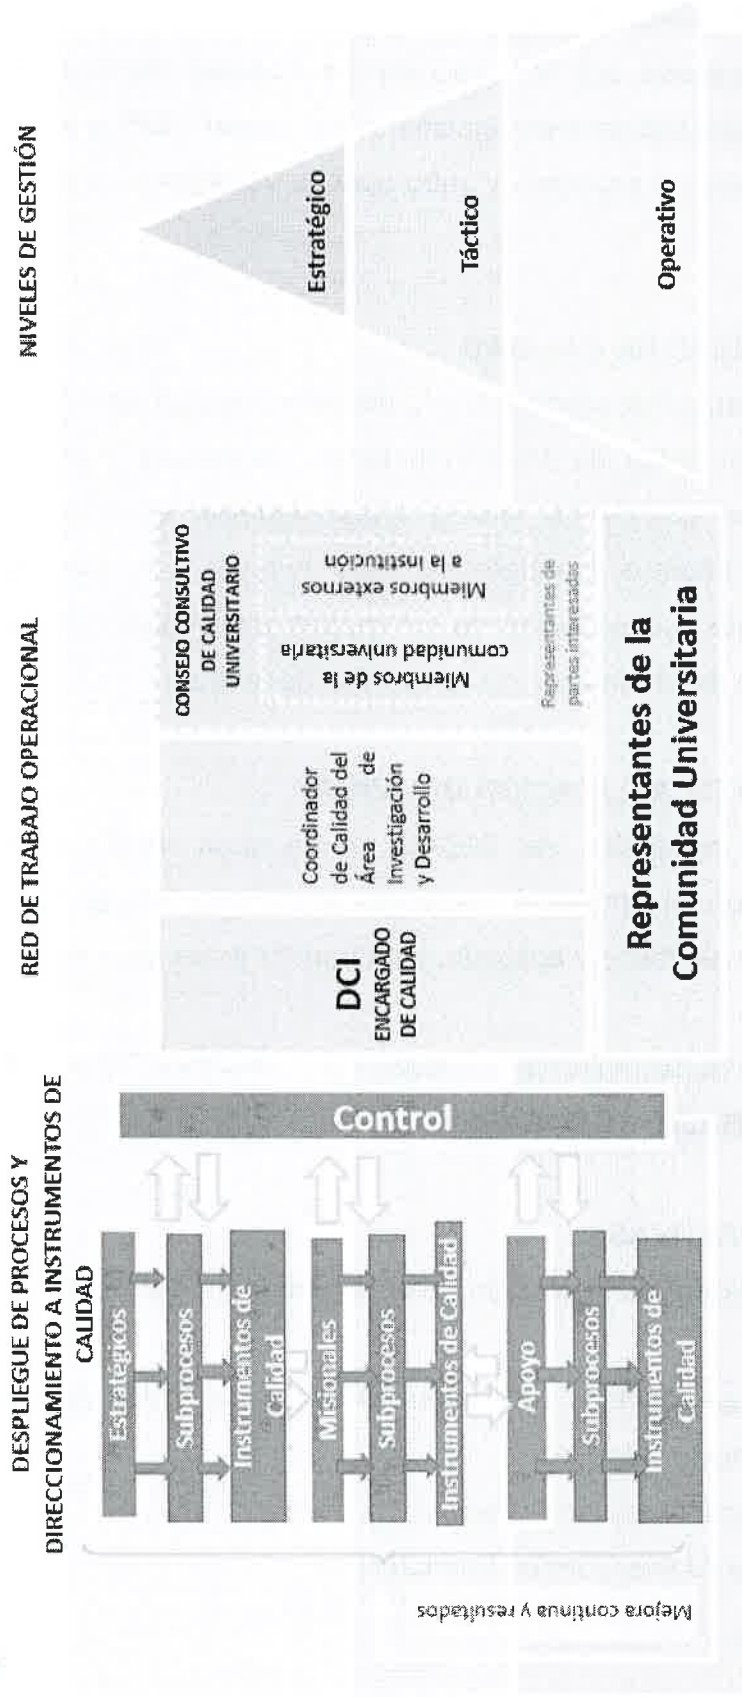 DESPLIEGUE DE PROCESOS Y
DIRECCIONAMIENTO A INSTRUMENTOS DE
CALIDAD
Mejora continua y resultados
Estratégicos
Subprocesos
Instrumentos de
Calidad
Misionales
Subprocesos
Instrumentos de Calidad
Apoyo
Subprocesos
Instrumentos de
Calidad
Control
RED DE TRABAJO OPERACIONAL
DCI
ENCARGADO
DE CALIDAD
Coordinador
de Calidad del
Área de
Investigación
y Desarrollo
CONSEJO CONSULTIVO
DE CALIDAD
UNIVERSITARIO
Miembros de la
comunidad universitaria
Miembros externos
a la institución
Representantes de
partes interesadas
Representantes de la
Comunidad Universitaria
NIVELES DE GESTIÓN
Estratégico
Táctico
Operativo